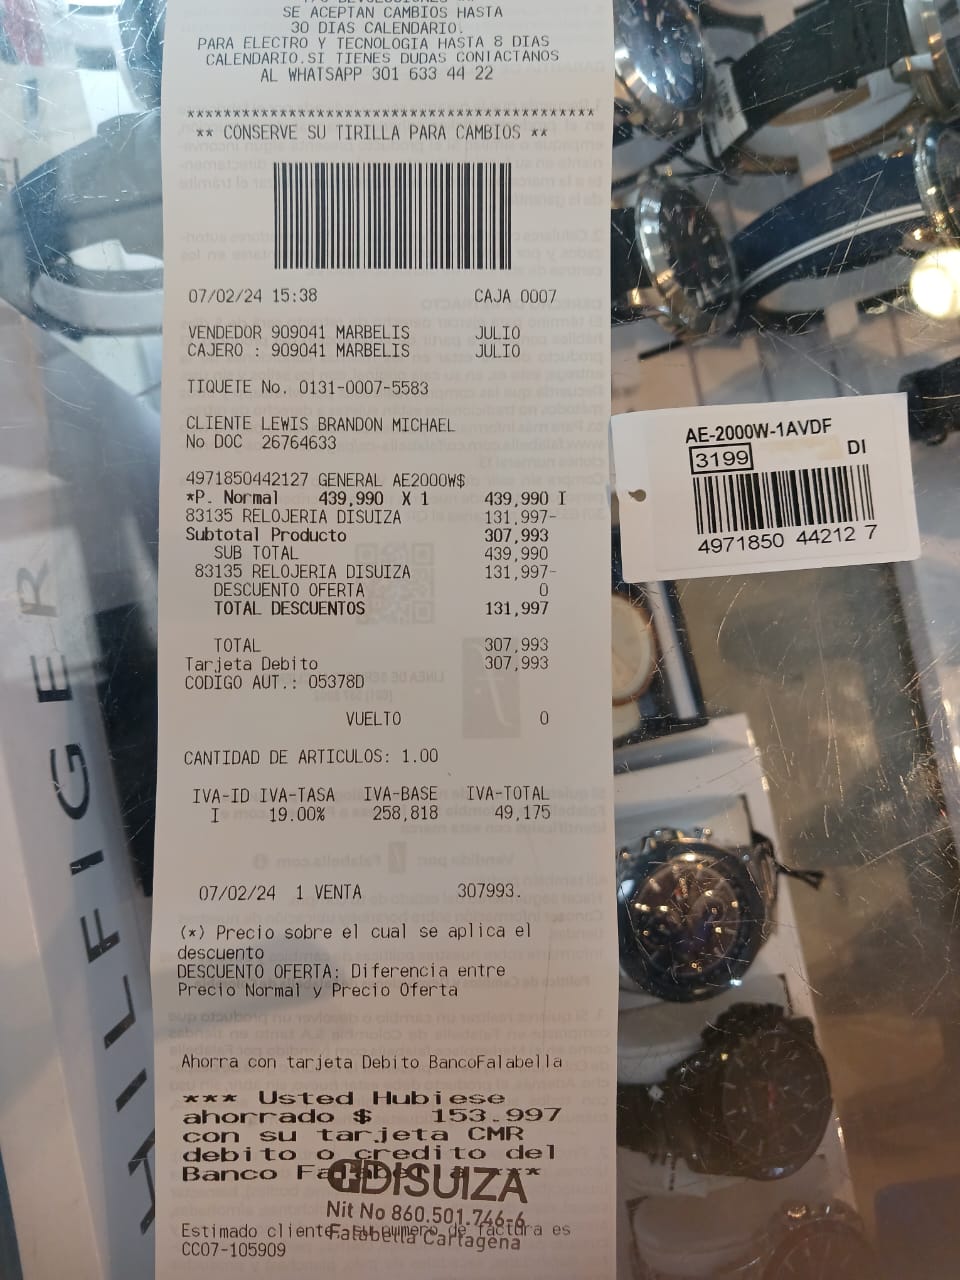 SE ACEPTAN CAMBIOS HASTA
30 DIAS CALENDARIO.
PARA ELECTRO Y TECNOLOGIA HASTA 8 DIAS
CALENDARIO.SI TIENES DUDAS CONTACTANOS
AL WHATSAPP 301 633 44 22
******************************************
** CONSERVE SU TIRILLA PARA CAMBIOS **
07/02/24 15:38 CAJA 0007
VENDEDOR 909041 MARBELIS JULIO
CAJERO : 909041 MARBELIS JULIO
TIQUETE No. 0131-0007-5583
CLIENTE LEWIS BRANDON MICHAEL
No DOC 26764633
4971850442127 GENERAL AE2000W$
*P. Normal 439,990 X 1 439,990 I
83135 RELOJERIA DISUIZA 131,997-
Subtotal Producto 307,993
SUB TOTAL 439,990
83135 RELOJERIA DISUIZA 131,997-
DESCUENTO OFERTA 0
TOTAL DESCUENTOS 131,997
TOTAL 307,993
Tarjeta Debito 307,993
CODIGO AUT.: 05378D
VUELTO 0
CANTIDAD DE ARTICULOS: 1.00
IVA-ID IVA-TASA IVA-BASE IVA-TOTAL
I 19.00% 258,818 49,175
07/02/24 1 VENTA 307993.
(*) Precio sobre el cual se aplica el
descuento
DESCUENTO OFERTA: Diferencia entre
Precio Normal y Precio Oferta
Ahorra con tarjeta Debito BancoFalabella
*** Usted Hubiese
ahorrado $ 153.997
con su tarjeta CMR
debito o credito del
Banco Falabella ***
DISUIZA
Nit No 860.501.746-6
Falabella Cartagena
Estimado cliente, su numero de factura es
CC07-105909
AE-2000W-1AVDF
3199 DI
4971850 44212 7
HILFIGER